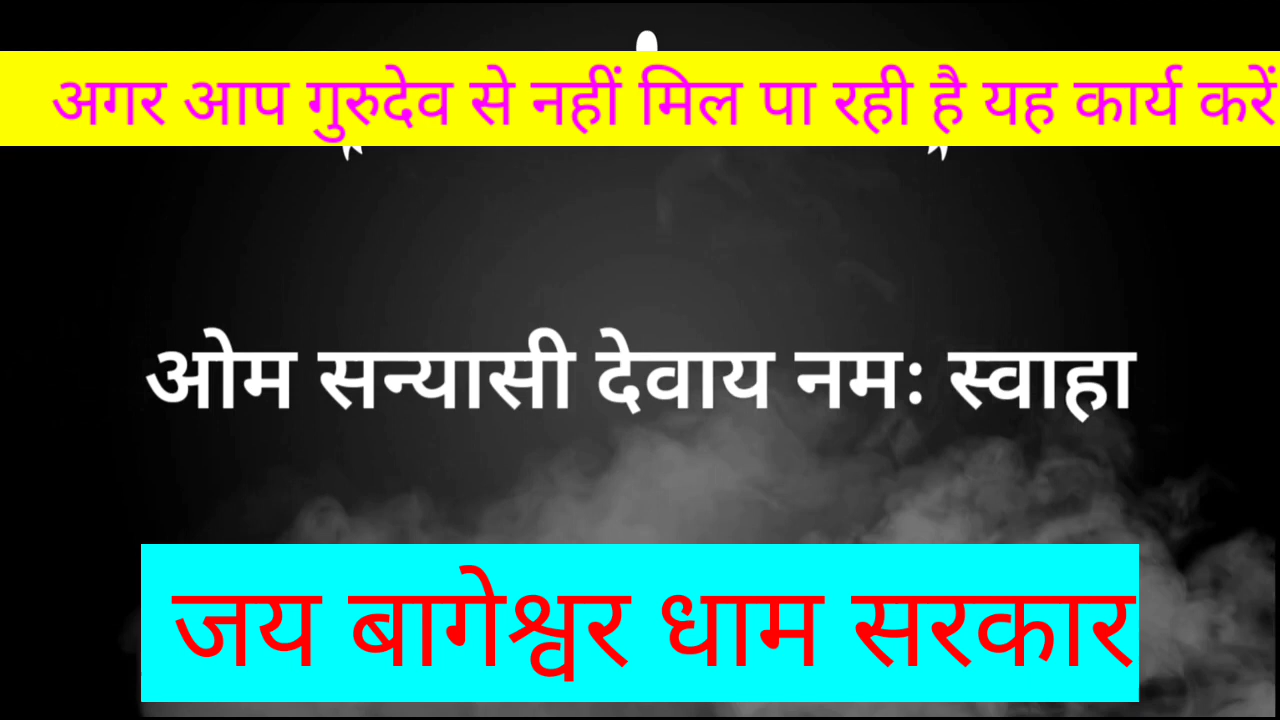 अगर आप गुरुदेव से नहीं मिल पा रही है यह कार्य करें
ओम सन्यासी देवाय नमः स्वाहा
जय बागेश्वर धाम सरकार